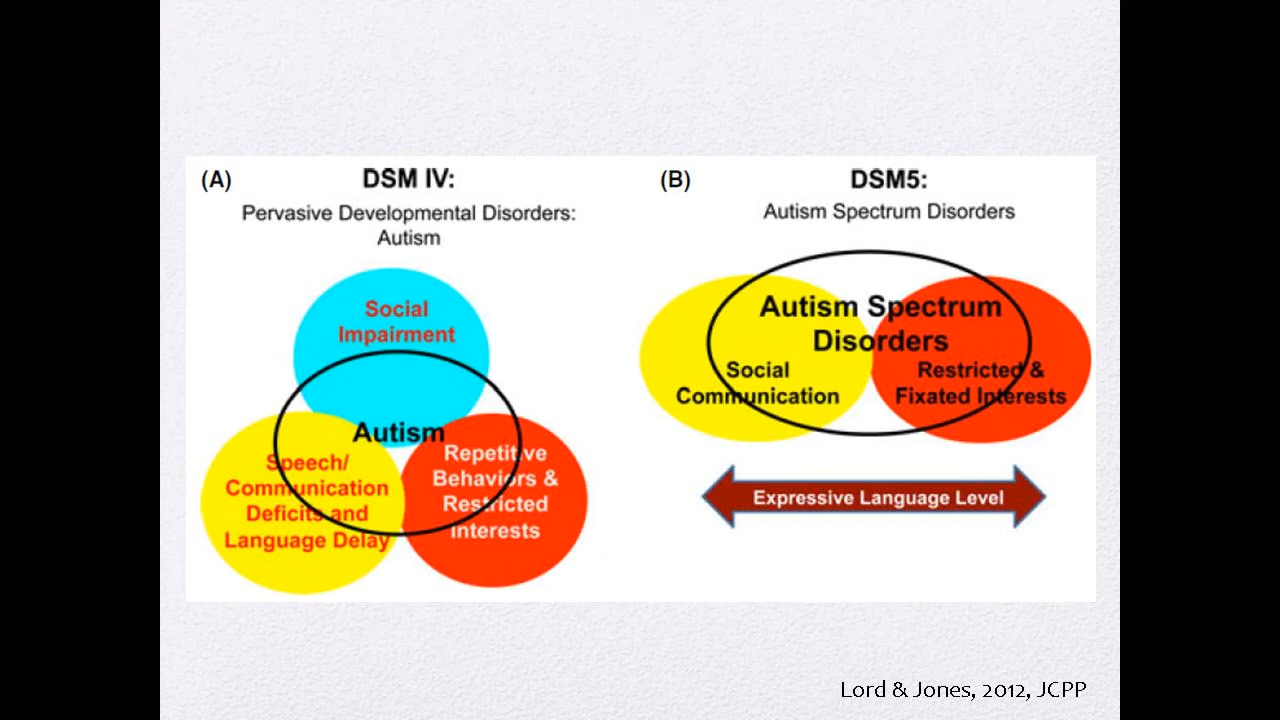 (A)
DSM IV:
Pervasive Developmental Disorders:
Autism
Social
Impairment
Autism
Speech/
Communication
Deficits and
Language Delay
Repetitive
Behaviors &
Restricted
interests
(B)
DSM5:
Autism Spectrum Disorders
Autism Spectrum
Disorders
Social
Communication
Restricted &
Fixated Interests
Expressive Language Level
Lord & Jones, 2012, JCPP